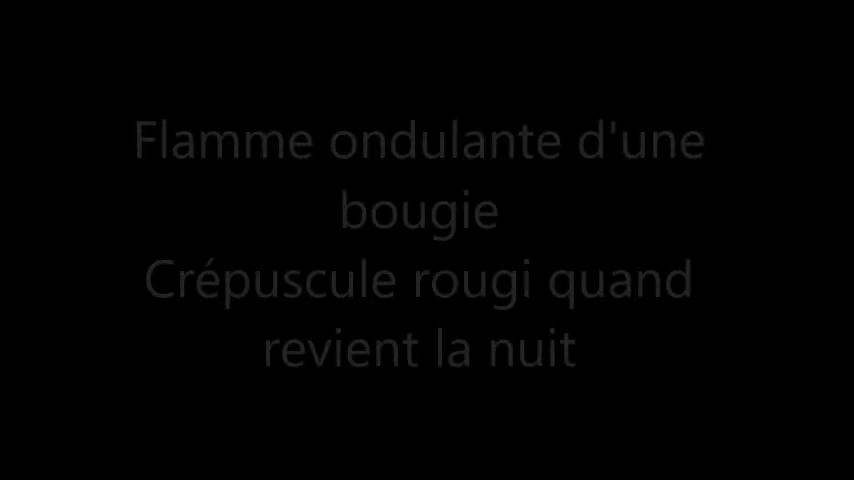 Flamme ondulante d'une
bougie
Crépuscule rougi quand
revient la nuit